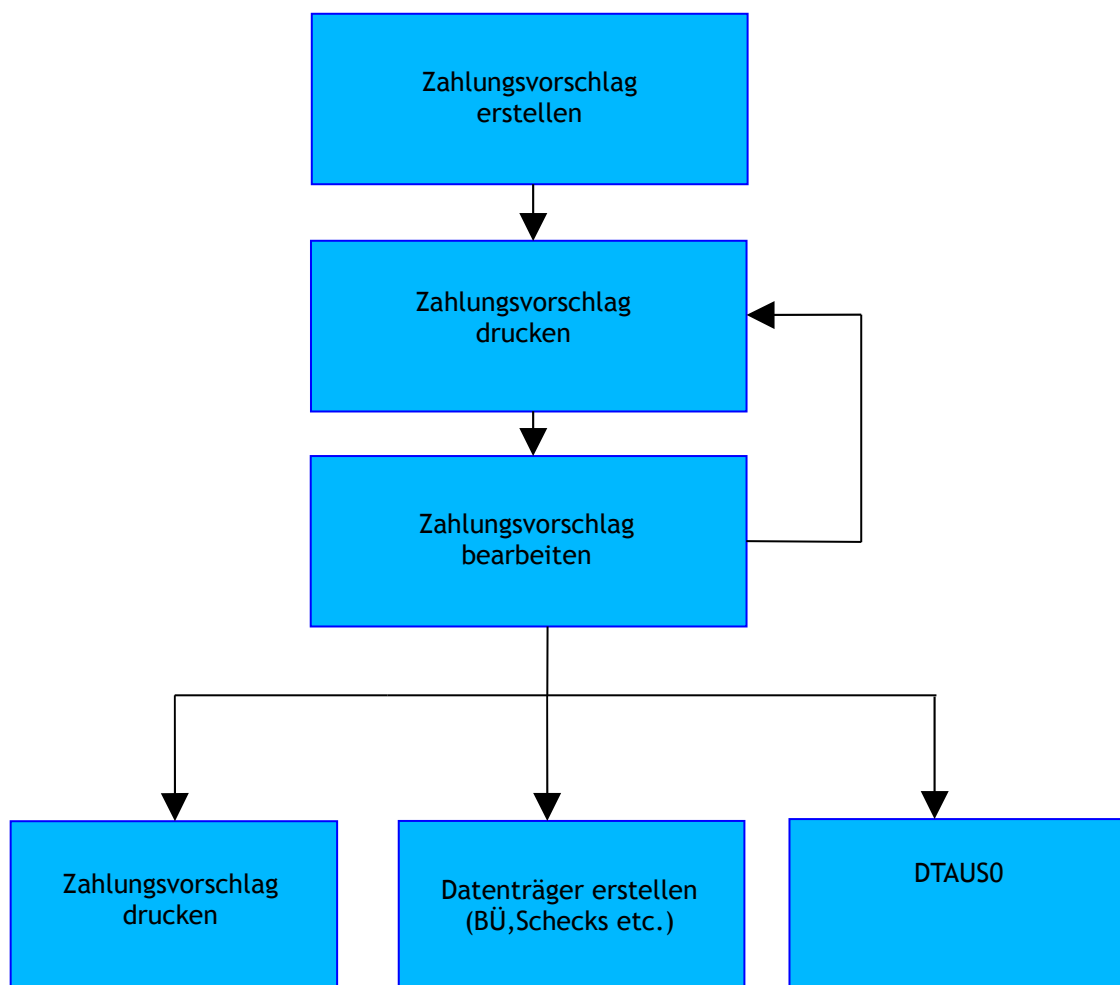 Zahlungsvorschlag
erstellen
Zahlungsvorschlag
drucken
Zahlungsvorschlag
bearbeiten
Zahlungsvorschlag
drucken
Datenträger erstellen
(BÜ,Schecks etc.)
DTAUS0